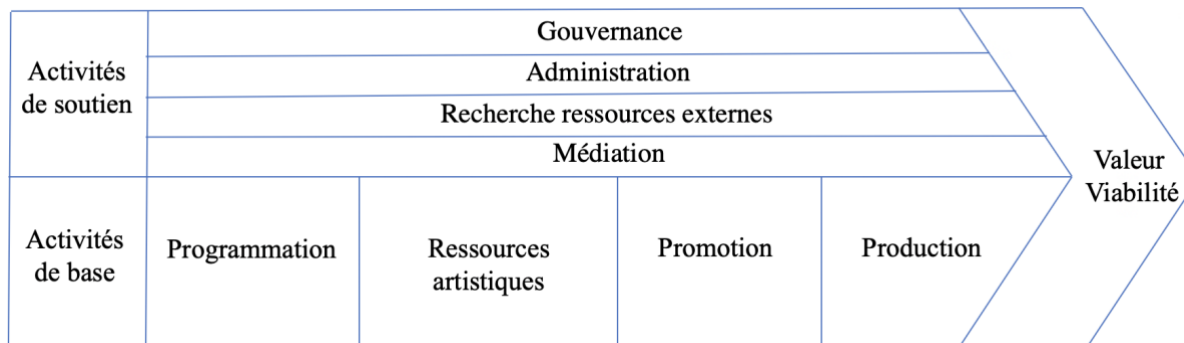 Activités
de soutien
Gouvernance
Administration
Recherche ressources externes
Médiation
Valeur
Viabilité
Activités
de base
Programmation
Ressources
artistiques
Promotion
Production